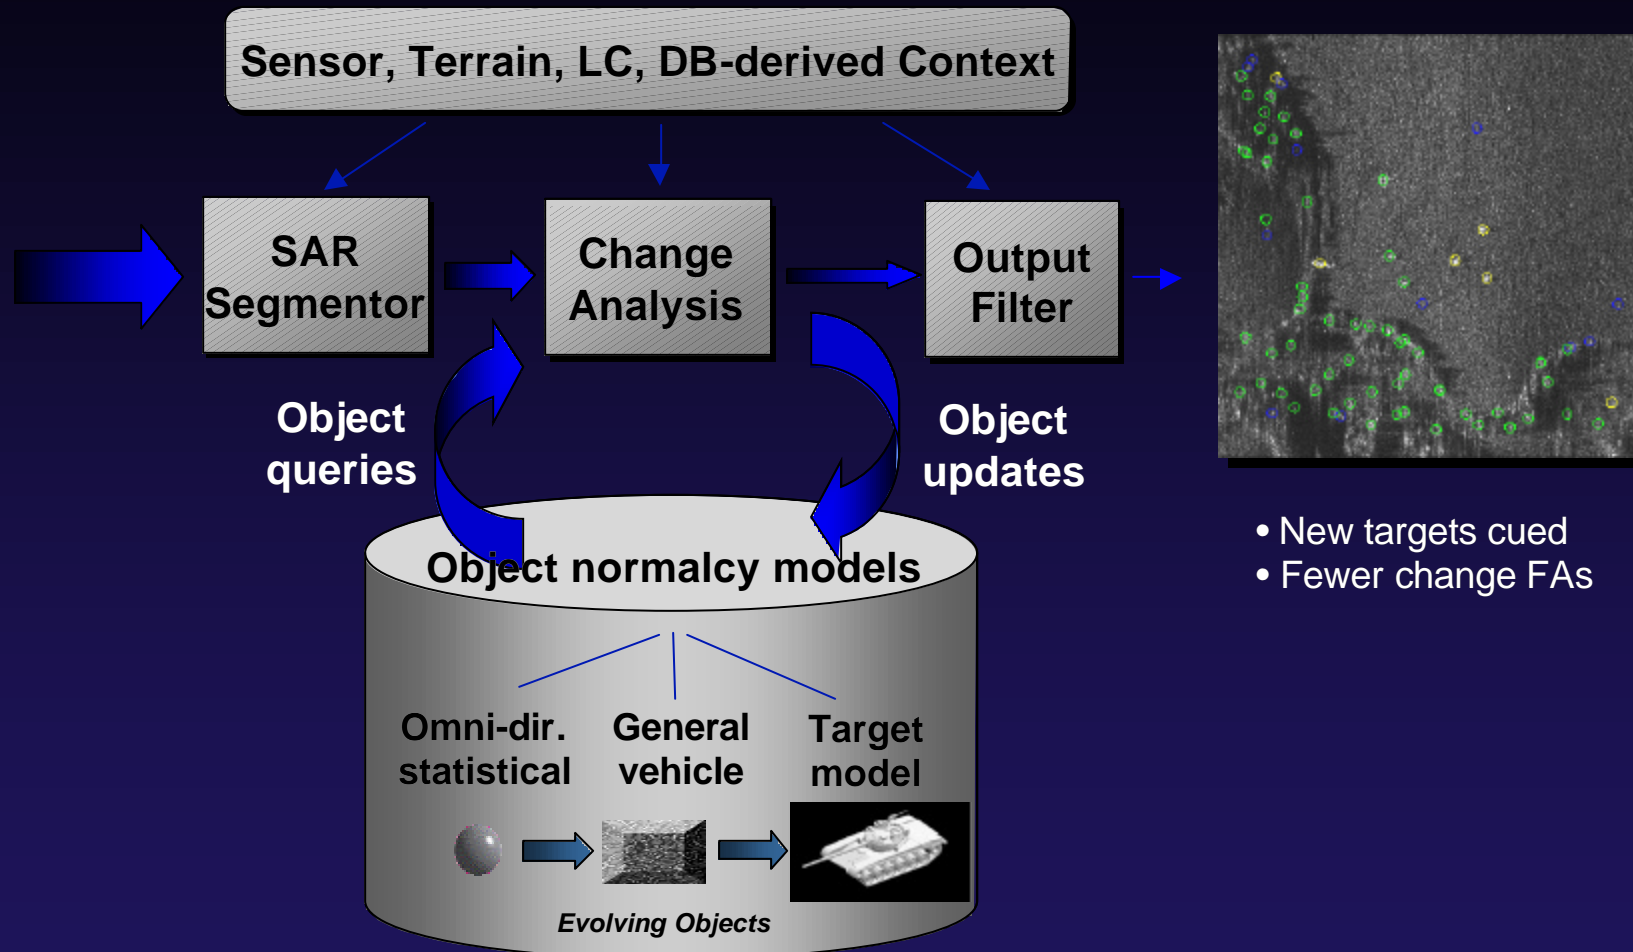 Sensor, Terrain, LC, DB-derived Context
SAR
Segmentor
Change
Analysis
Output
Filter
Object
queries
Object
updates
• New targets cued
• Fewer change FAs
Object normalcy models
Omni-dir.
statistical
General
vehicle
Target
model
Evolving Objects